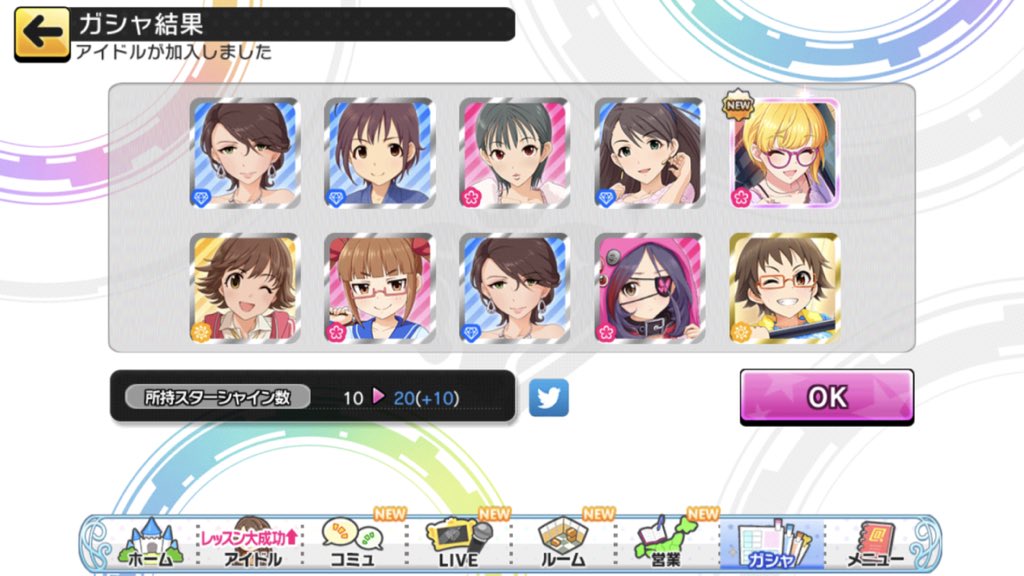 ガシャ結果
アイドルが加入しました
NEW
所持スターシャイン数 10 ▶ 20(+10)
OK
NEW NEW NEW NEW
レッスン大成功⬆
ホーム アイドル コミュ LIVE ルーム 営業 ガシャ メニュー